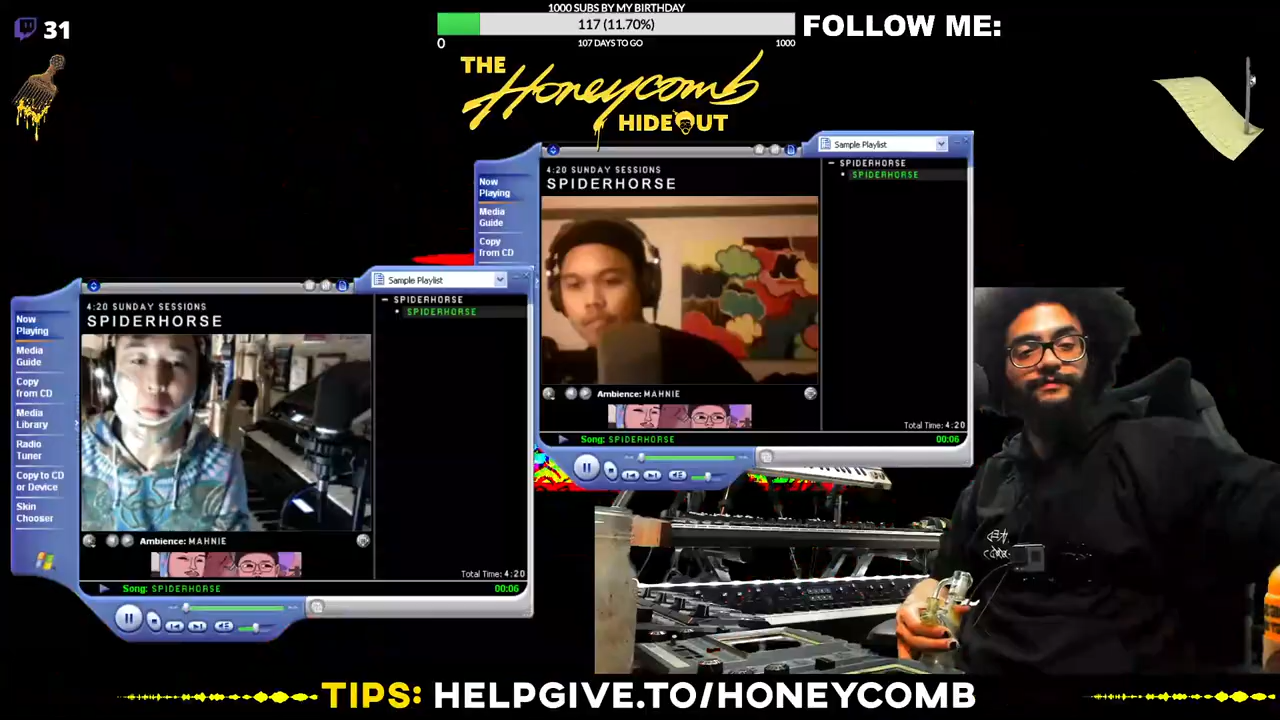 31
1000 SUBS BY MY BIRTHDAY
117 (11.70%)
0
107 DAYS TO GO
1000
FOLLOW ME:
THE Honeycomb
HIDEOUT
Sample Playlist
4:20 SUNDAY SESSIONS
SPIDERHORSE
Now Playing
Media Guide
Copy from CD
SPIDERHORSE
SPIDERHORSE
Ambience: MAHNIE
Total Time: 4:20
Song: SPIDERHORSE
00:06
Sample Playlist
4:20 SUNDAY SESSIONS
SPIDERHORSE
Now Playing
Media Guide
Copy from CD
Media Library
Radio Tuner
Copy to CD or Device
Skin Chooser
SPIDERHORSE
SPIDERHORSE
Ambience: MAHNIE
Total Time: 4:20
Song: SPIDERHORSE
00:06
TIPS: HELPGIVE.TO/HONEYCOMB